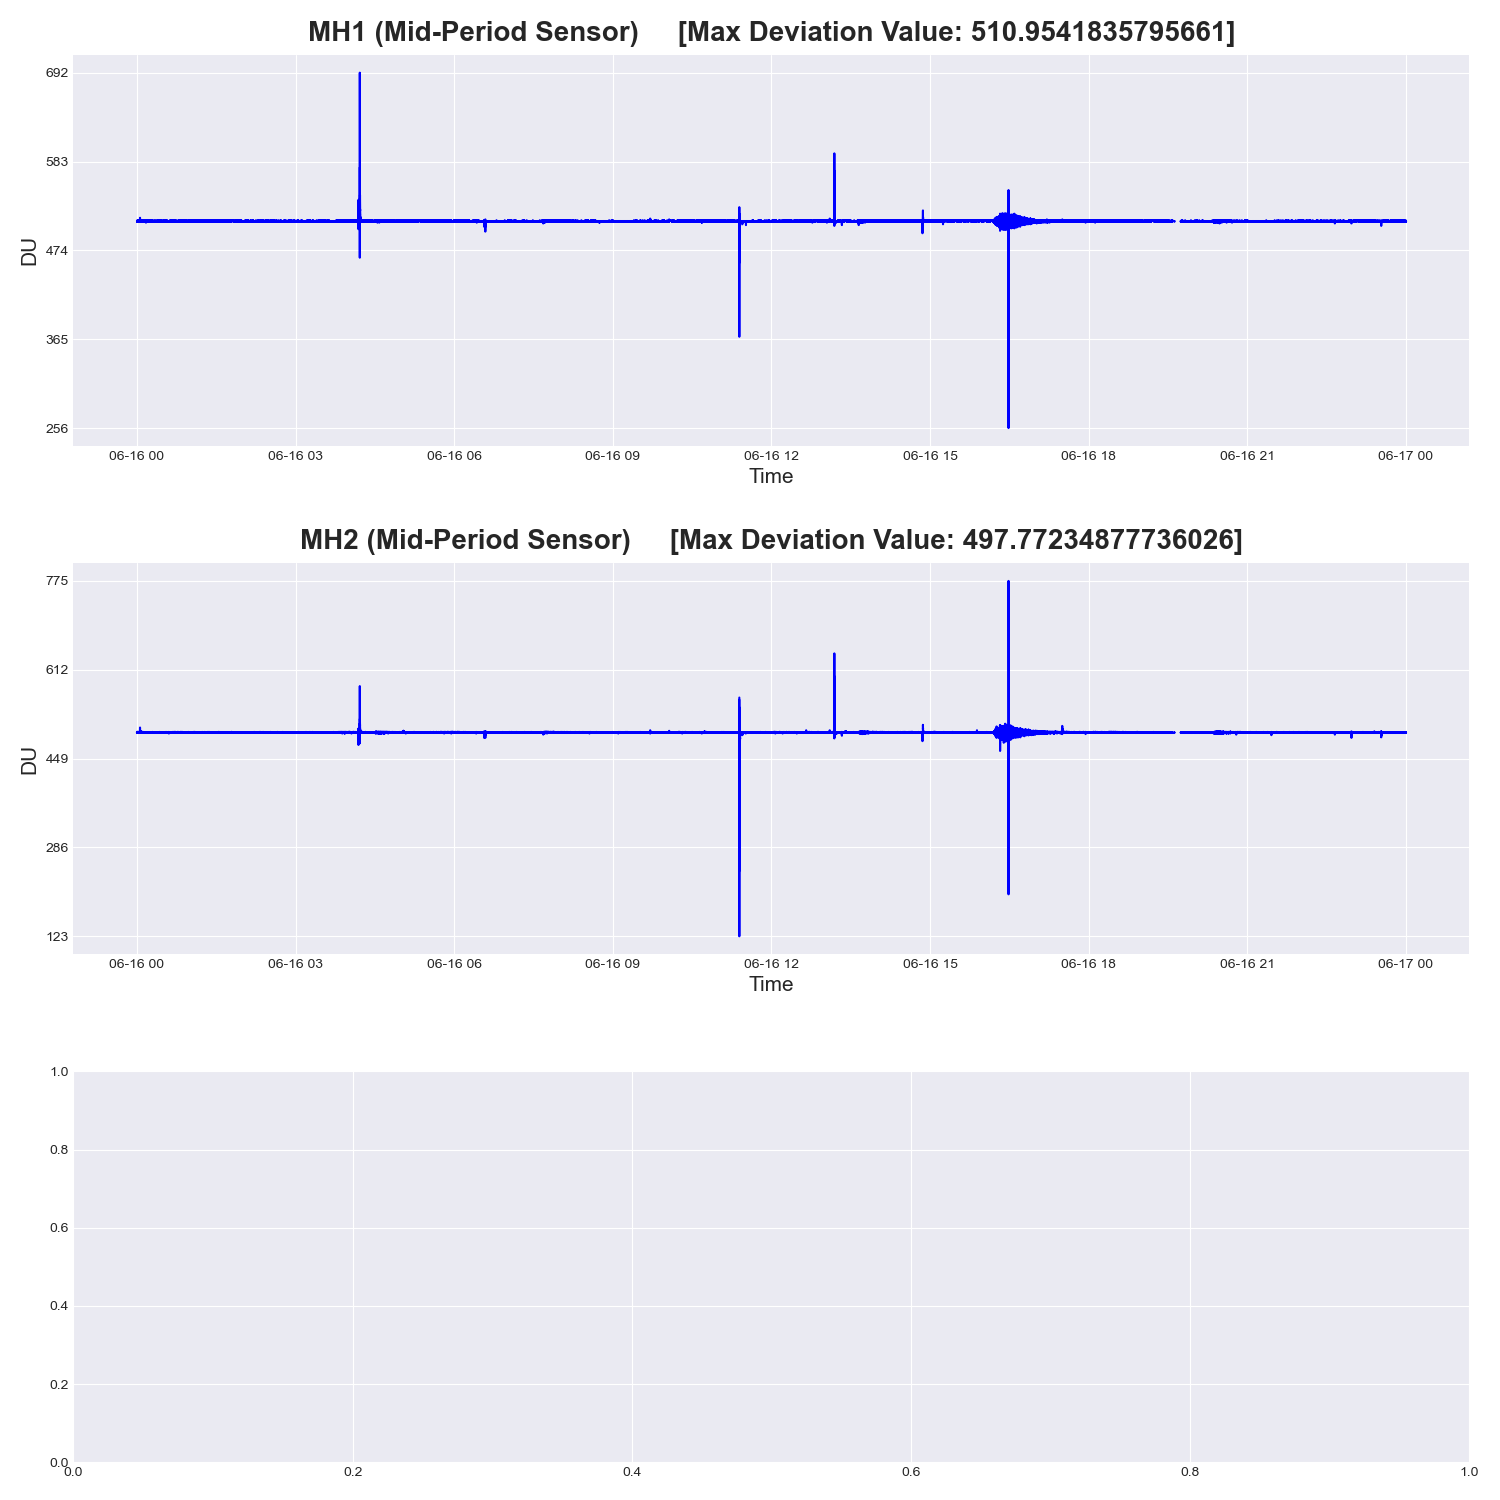 MH1 (Mid-Period Sensor) [Max Deviation Value: 510.9541835795661]
692
583
474
365
256
DU
06-16 00 06-16 03 06-16 06 06-16 09 06-16 12 06-16 15 06-16 18 06-16 21 06-17 00
Time
MH2 (Mid-Period Sensor) [Max Deviation Value: 497.77234877736026]
775
612
449
286
123
DU
06-16 00 06-16 03 06-16 06 06-16 09 06-16 12 06-16 15 06-16 18 06-16 21 06-17 00
Time
1.0
0.8
0.6
0.4
0.2
0.0
0.0 0.2 0.4 0.6 0.8 1.0